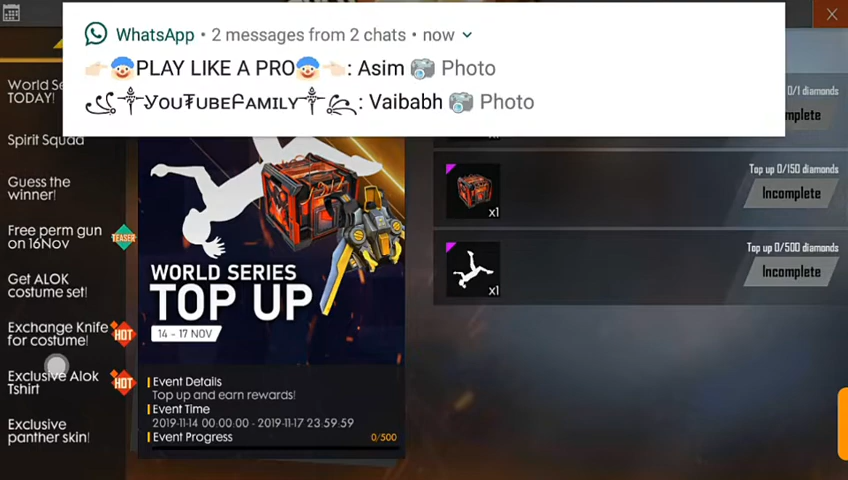 WhatsApp • 2 messages from 2 chats • now
👉🏻🤡PLAY LIKE A PRO🤡👈🏻: Asim 📷 Photo
꧁༒ʏᴏᴜ₮ᴜʙᴇғᴀᴍɪʟʏ༒꧂: Vaibabh 📷 Photo
TODAY!
Spirit Squad
Guess the
winner!
Free perm gun
on 16Nov
TEASER
Get ALOK
costume set!
Exchange Knife
for costume!
HOT
Exclusive Alok
Tshirt
HOT
Exclusive
panther skin!
WORLD SERIES
TOP UP
14 - 17 NOV
Event Details
Top up and earn rewards!
Event Time
2019-11-14 00:00:00 - 2019-11-17 23:59:59
Event Progress
0/500
0/1 diamonds
Top up 0/150 diamonds
x1
Incomplete
Top up 0/500 diamonds
x1
Incomplete